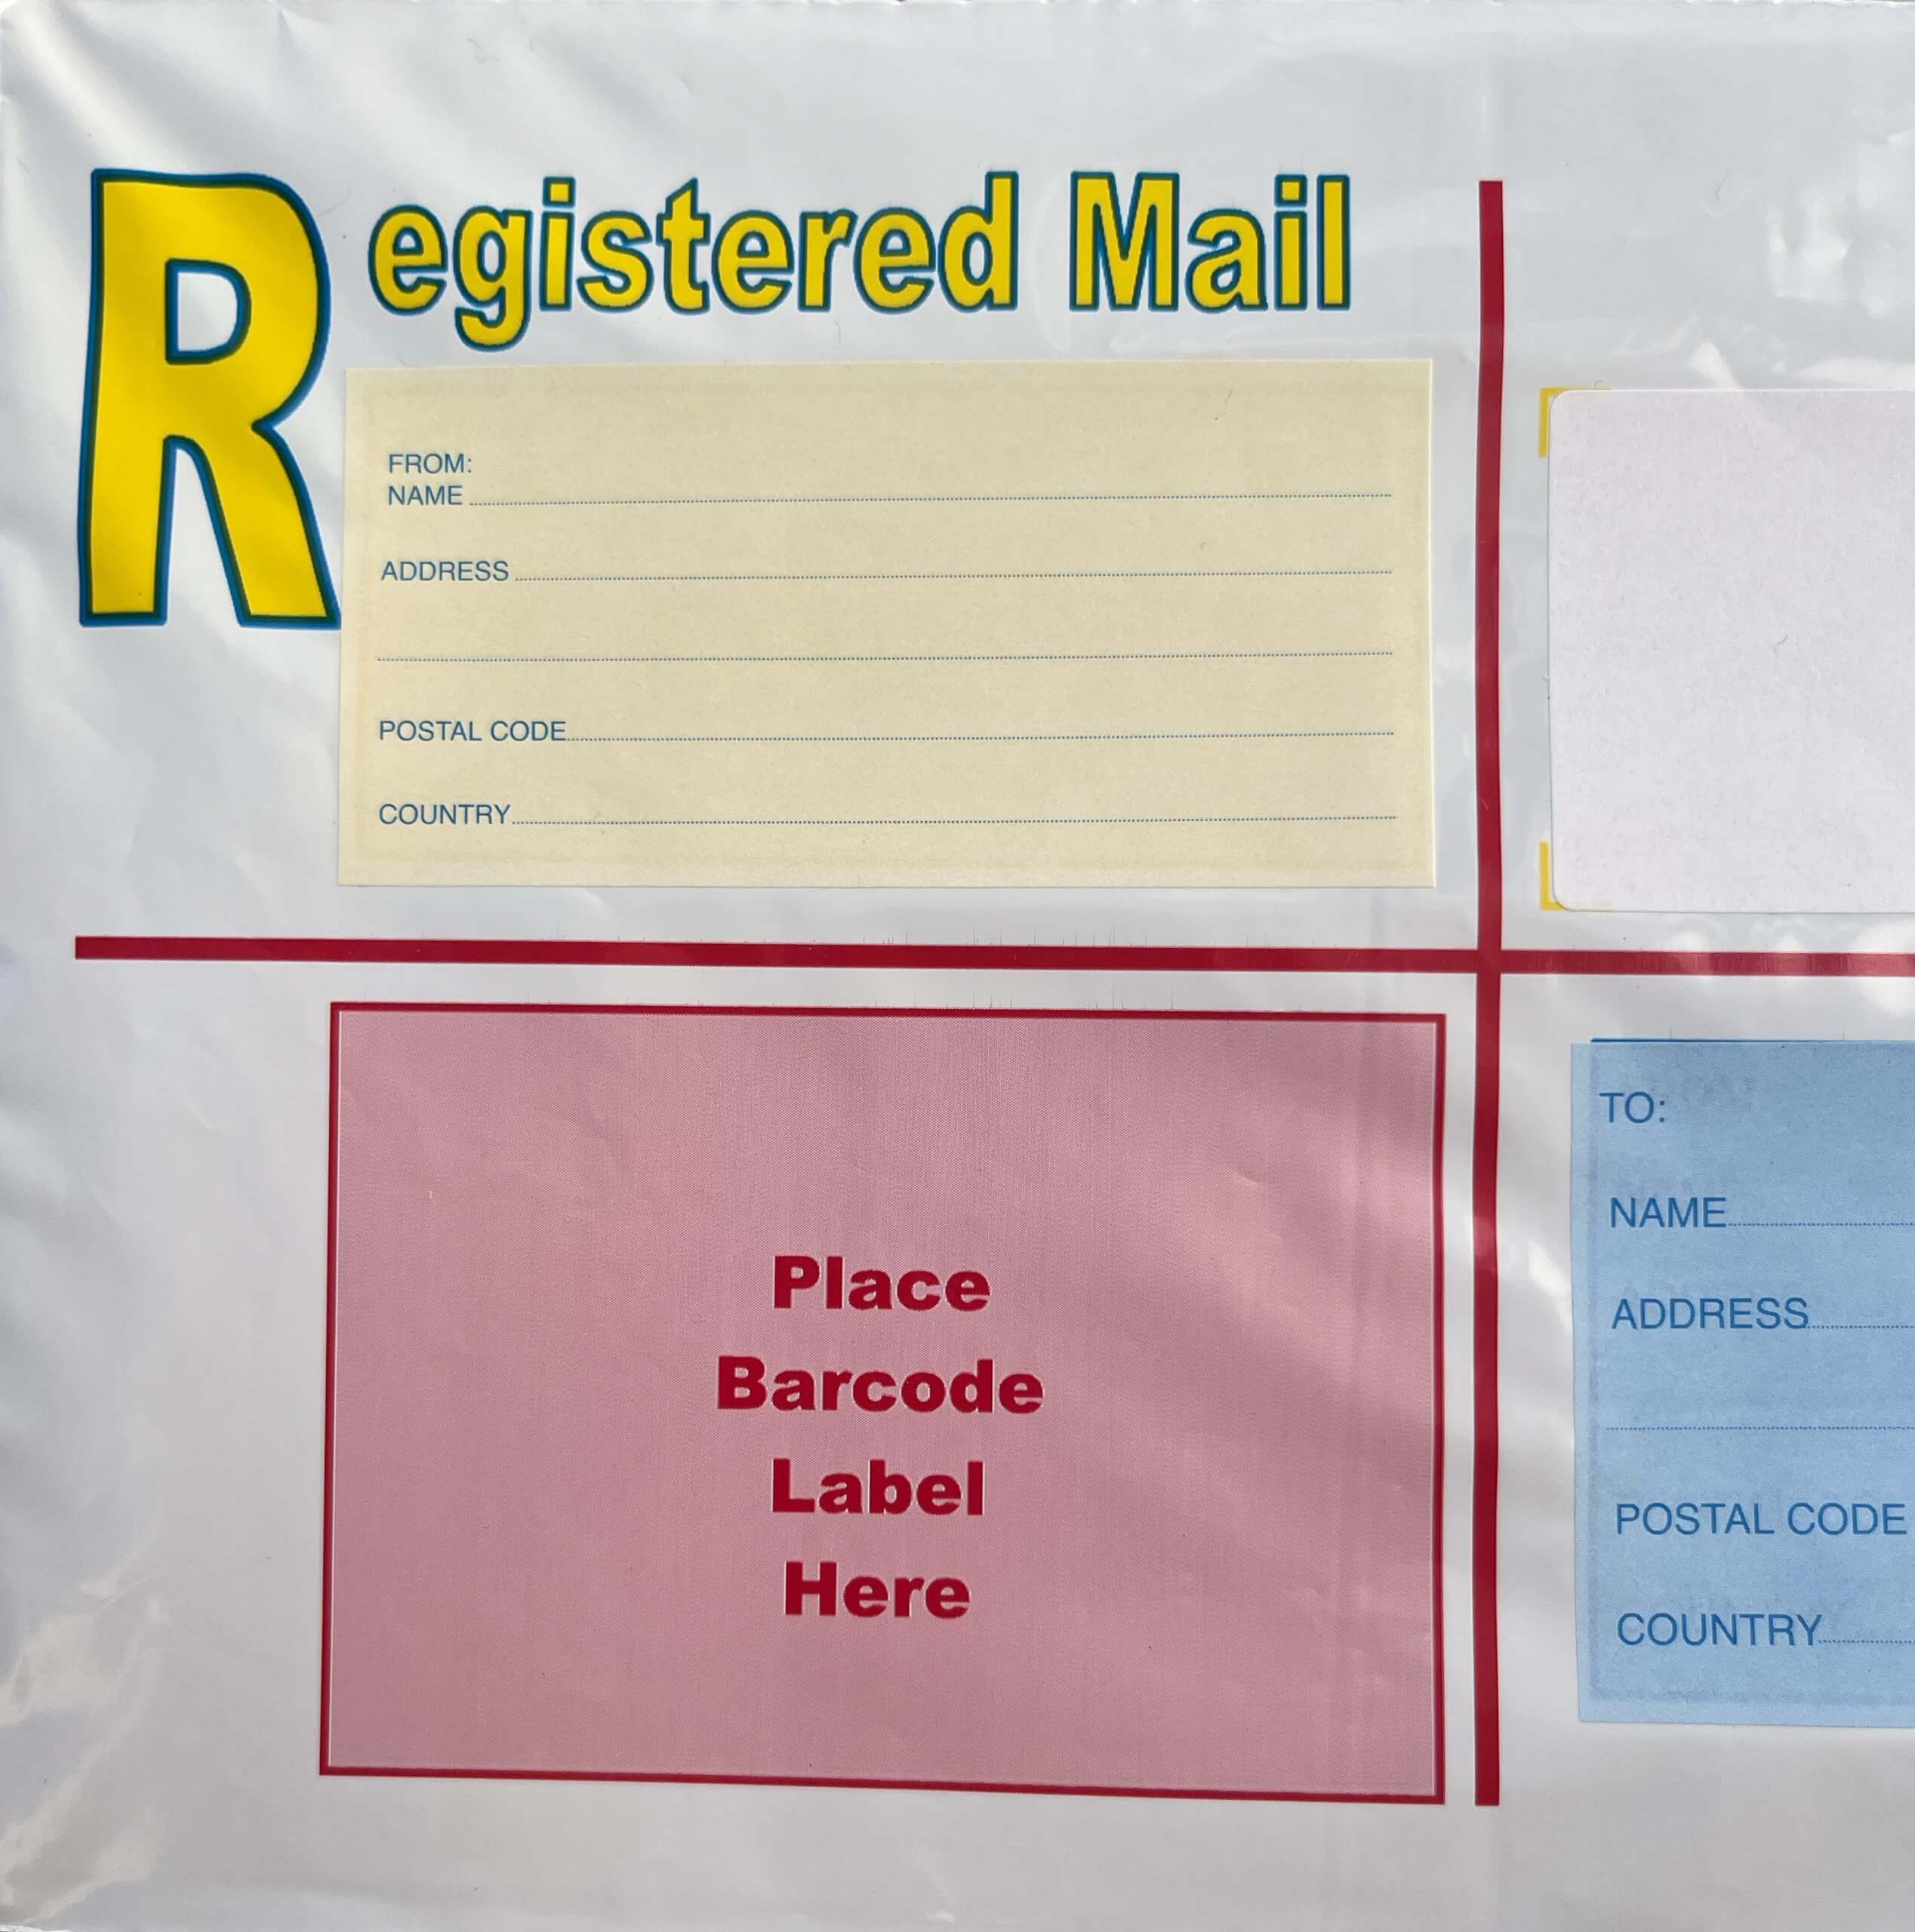 Registered Mail
FROM:
NAME
ADDRESS
POSTAL CODE
COUNTRY
Place
Barcode
Label
Here
TO:
NAME
ADDRESS
POSTAL CODE
COUNTRY